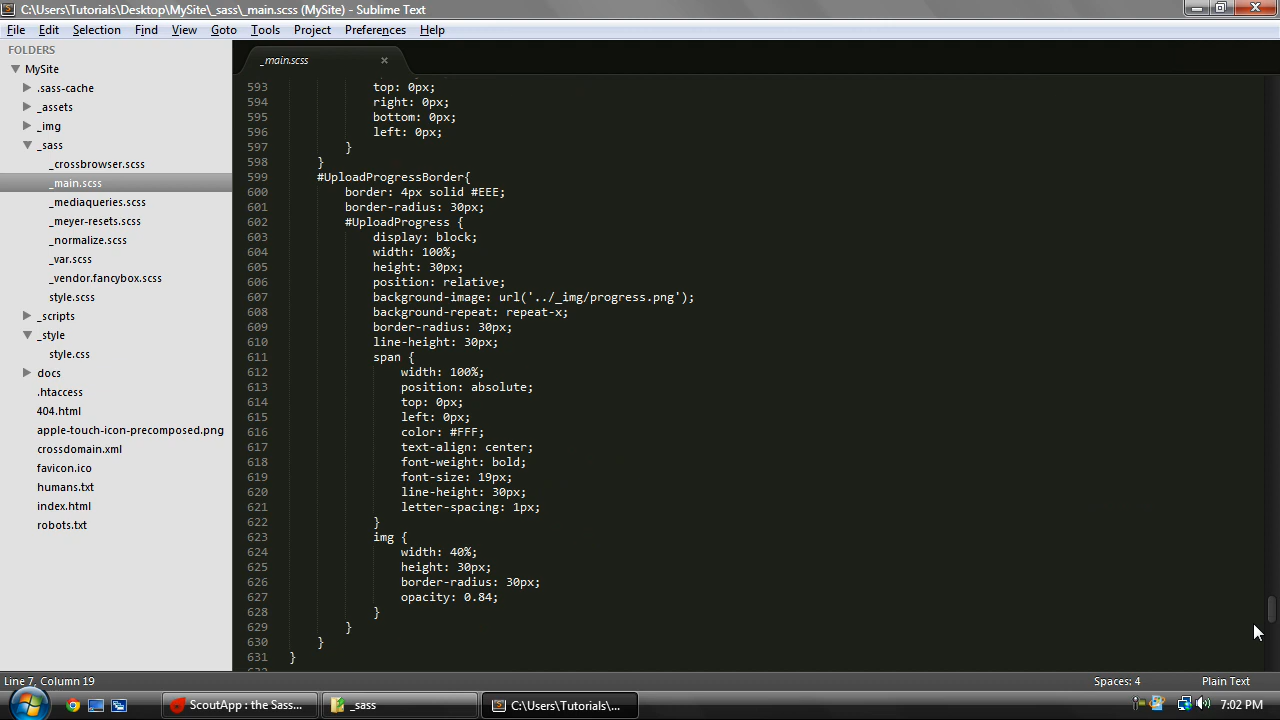 C:\Users\Tutorials\Desktop\MySite\_sass\_main.scss (MySite) - Sublime Text
File Edit Selection Find View Goto Tools Project Preferences Help
FOLDERS
MySite
.sass-cache
_assets
_img
_sass
_crossbrowser.scss
_main.scss
_mediaqueries.scss
_meyer-resets.scss
_normalize.scss
_var.scss
_vendor.fancybox.scss
style.scss
_scripts
_style
style.css
docs
.htaccess
404.html
apple-touch-icon-precomposed.png
crossdomain.xml
favicon.ico
humans.txt
index.html
robots.txt
_main.scss
593 top: 0px;
594 right: 0px;
595 bottom: 0px;
596 left: 0px;
597 }
598 }
599 #UploadProgressBorder{
600 border: 4px solid #EEE;
601 border-radius: 30px;
602 #UploadProgress {
603 display: block;
604 width: 100%;
605 height: 30px;
606 position: relative;
607 background-image: url('../_img/progress.png');
608 background-repeat: repeat-x;
609 border-radius: 30px;
610 line-height: 30px;
611 span {
612 width: 100%;
613 position: absolute;
614 top: 0px;
615 left: 0px;
616 color: #FFF;
617 text-align: center;
618 font-weight: bold;
619 font-size: 19px;
620 line-height: 30px;
621 letter-spacing: 1px;
622 }
623 img {
624 width: 40%;
625 height: 30px;
626 border-radius: 30px;
627 opacity: 0.84;
628 }
629 }
630 }
631 }
Line 7, Column 19
Spaces: 4
Plain Text
ScoutApp : the Sass...
_sass
C:\Users\Tutorials\...
7:02 PM